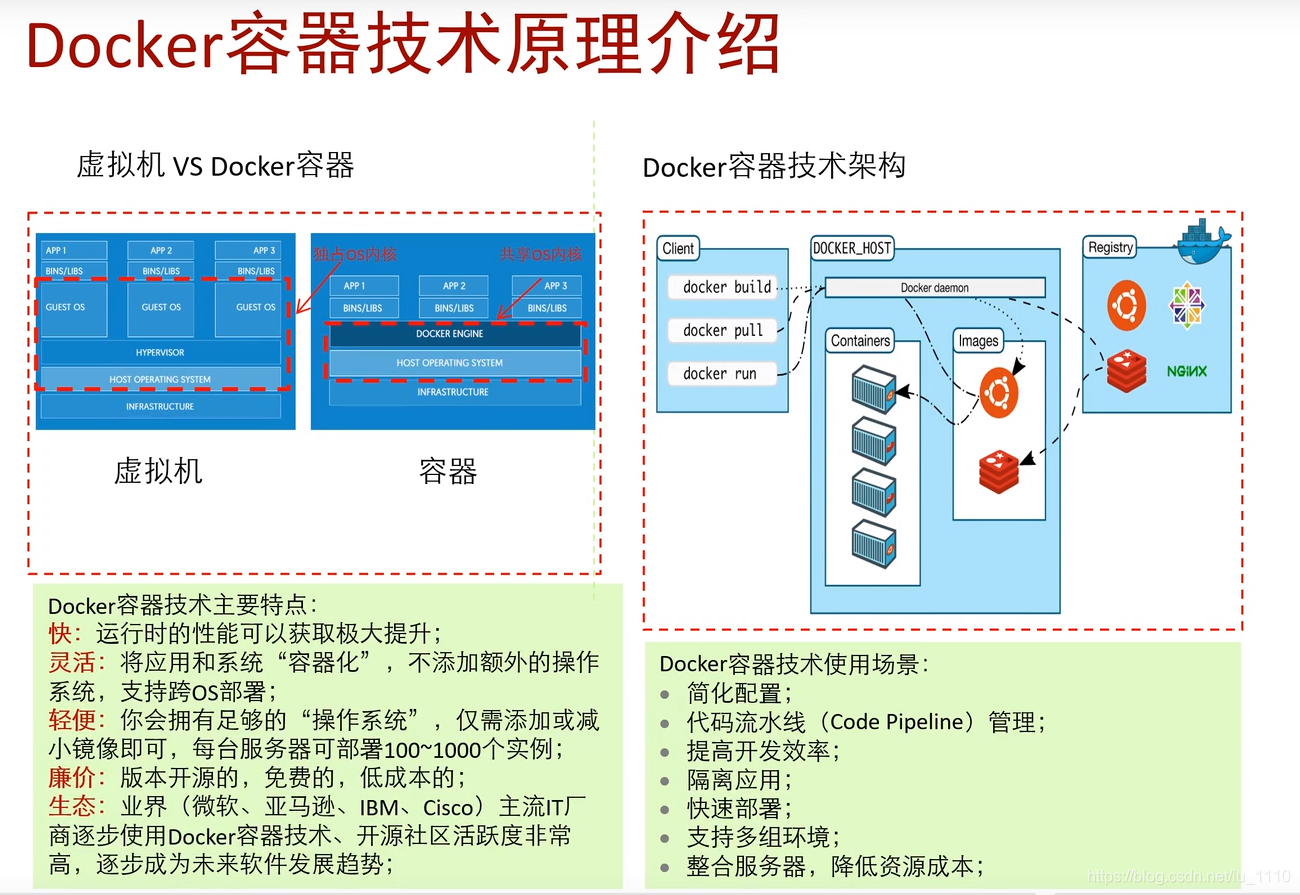 Docker容器技术原理介绍
虚拟机 VS Docker容器
APP 1
APP 2
APP 3
BINS/LIBS
BINS/LIBS
BINS/LIBS
GUEST OS
GUEST OS
GUEST OS
HYPERVISOR
HOST OPERATING SYSTEM
INFRASTRUCTURE
独占OS内核
共享OS内核
APP 1
APP 2
APP 3
BINS/LIBS
BINS/LIBS
BINS/LIBS
DOCKER ENGINE
HOST OPERATING SYSTEM
INFRASTRUCTURE
虚拟机
容器
Docker容器技术主要特点：
快：运行时的性能可以获取极大提升；
灵活：将应用和系统“容器化”，不添加额外的操作
系统，支持跨OS部署；
轻便：你会拥有足够的“操作系统”，仅需添加或减
小镜像即可，每台服务器可部署100~1000个实例；
廉价：版本开源的，免费的，低成本的；
生态：业界（微软、亚马逊、IBM、Cisco）主流IT厂
商逐步使用Docker容器技术、开源社区活跃度非常
高，逐步成为未来软件发展趋势；
Docker容器技术架构
Client
docker build
docker pull
docker run
DOCKER_HOST
Docker daemon
Containers
Images
Registry
NGINX
Docker容器技术使用场景：
● 简化配置；
● 代码流水线（Code Pipeline）管理；
● 提高开发效率；
● 隔离应用；
● 快速部署；
● 支持多组环境；
● 整合服务器，降低资源成本；
https://blog.csdn.net/lu_1110